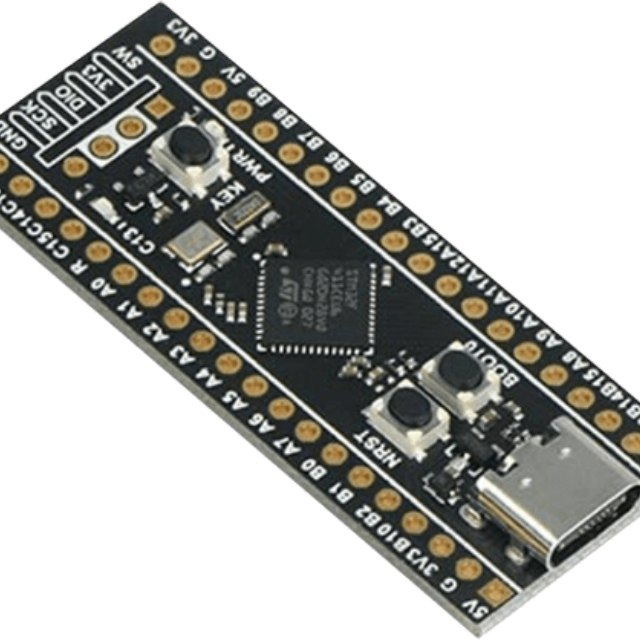 3V3
G
5V
B9
B8
B7
B6
B5
B4
B3
A15
A12
A11
A10
A9
A8
B15
B14
SW
3V3
DIO
SCK
GND
PWR
KEY
C13
STM32F
ST
BOOT0
NRST
C15
R
A0
A1
A2
A3
A4
A5
A6
A7
B0
B1
B2
B10
3V3
G
5V